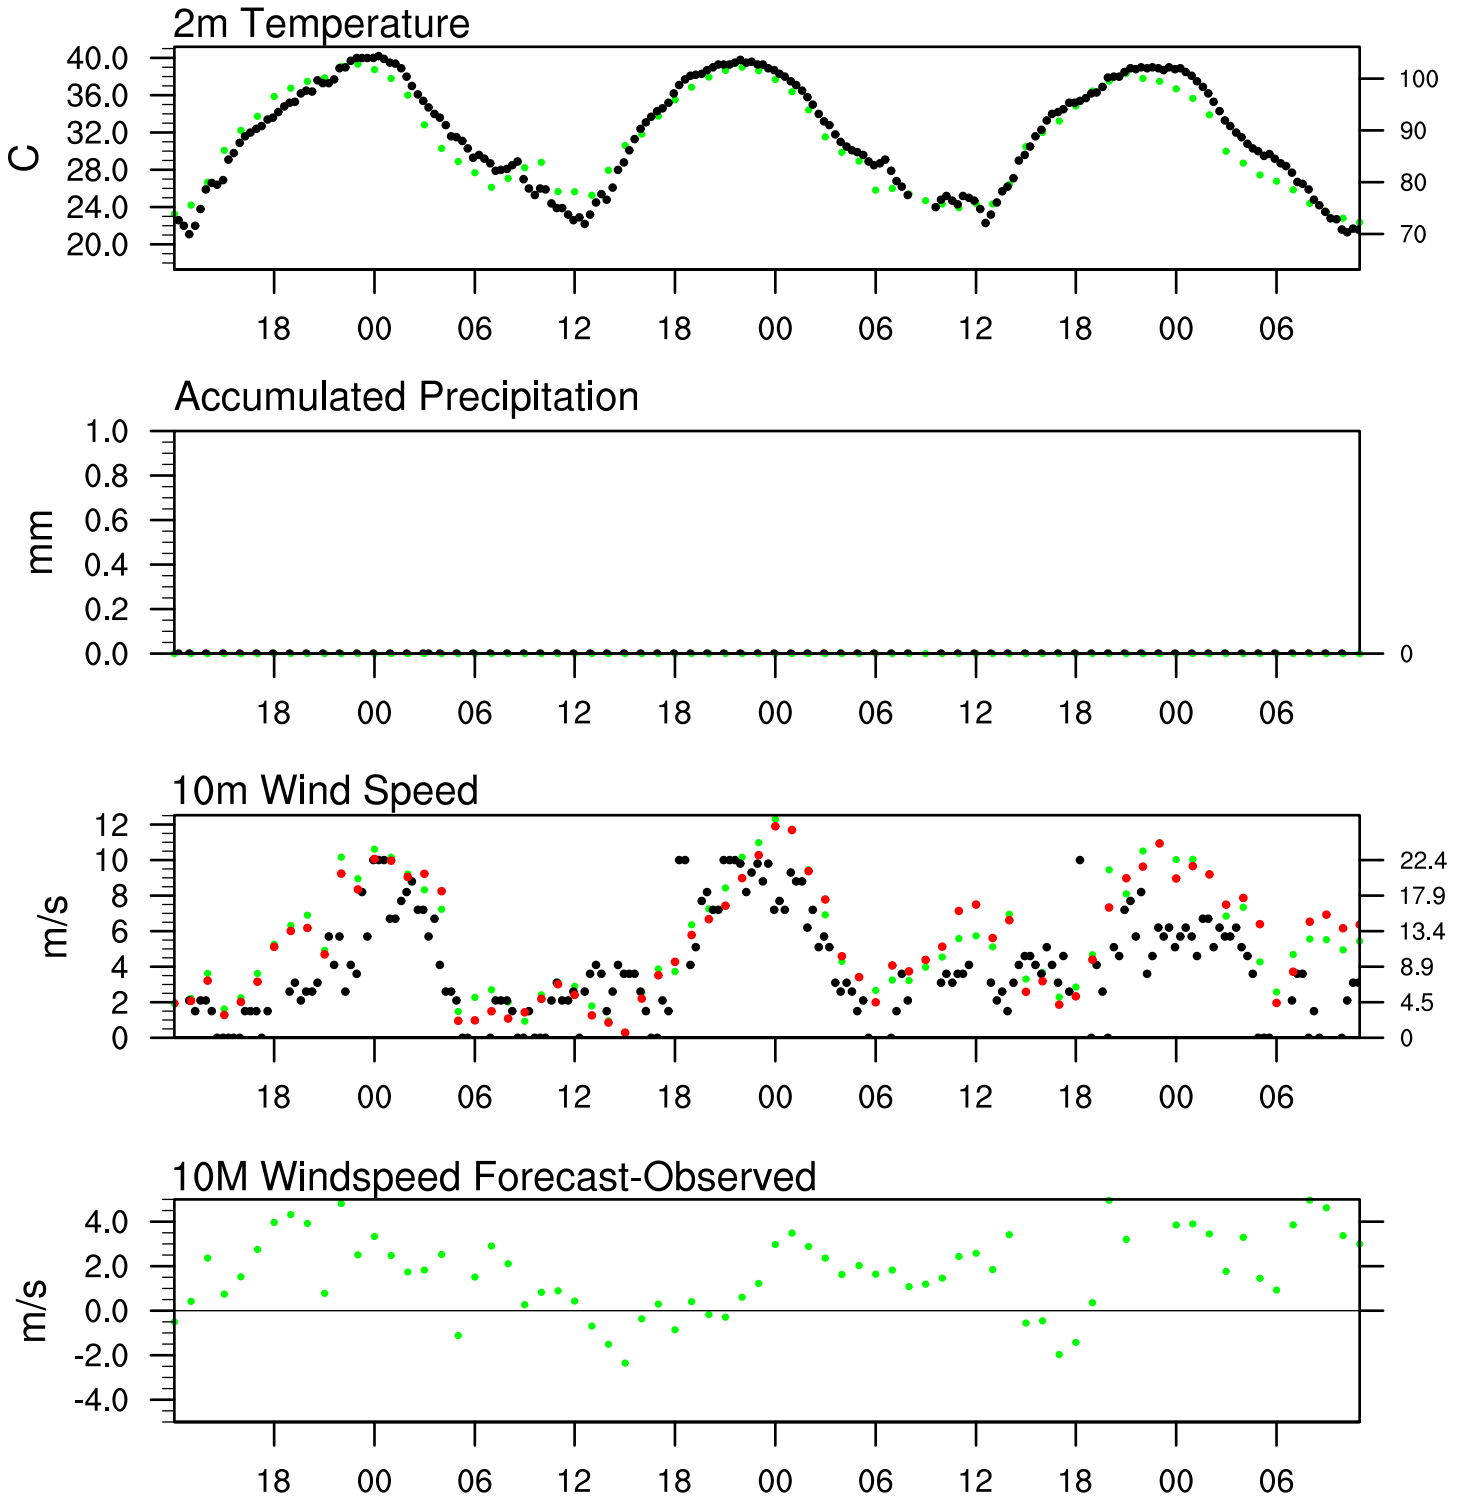 2m Temperature
40.0
36.0
32.0
28.0
24.0
20.0
C
100
90
80
70
18 00 06 12 18 00 06 12 18 00 06
Accumulated Precipitation
1.0
0.8
0.6
0.4
0.2
0.0
mm
0
18 00 06 12 18 00 06 12 18 00 06
10m Wind Speed
12
10
8
6
4
2
0
m/s
22.4
17.9
13.4
8.9
4.5
0
18 00 06 12 18 00 06 12 18 00 06
10M Windspeed Forecast-Observed
4.0
2.0
0.0
-2.0
-4.0
m/s
18 00 06 12 18 00 06 12 18 00 06